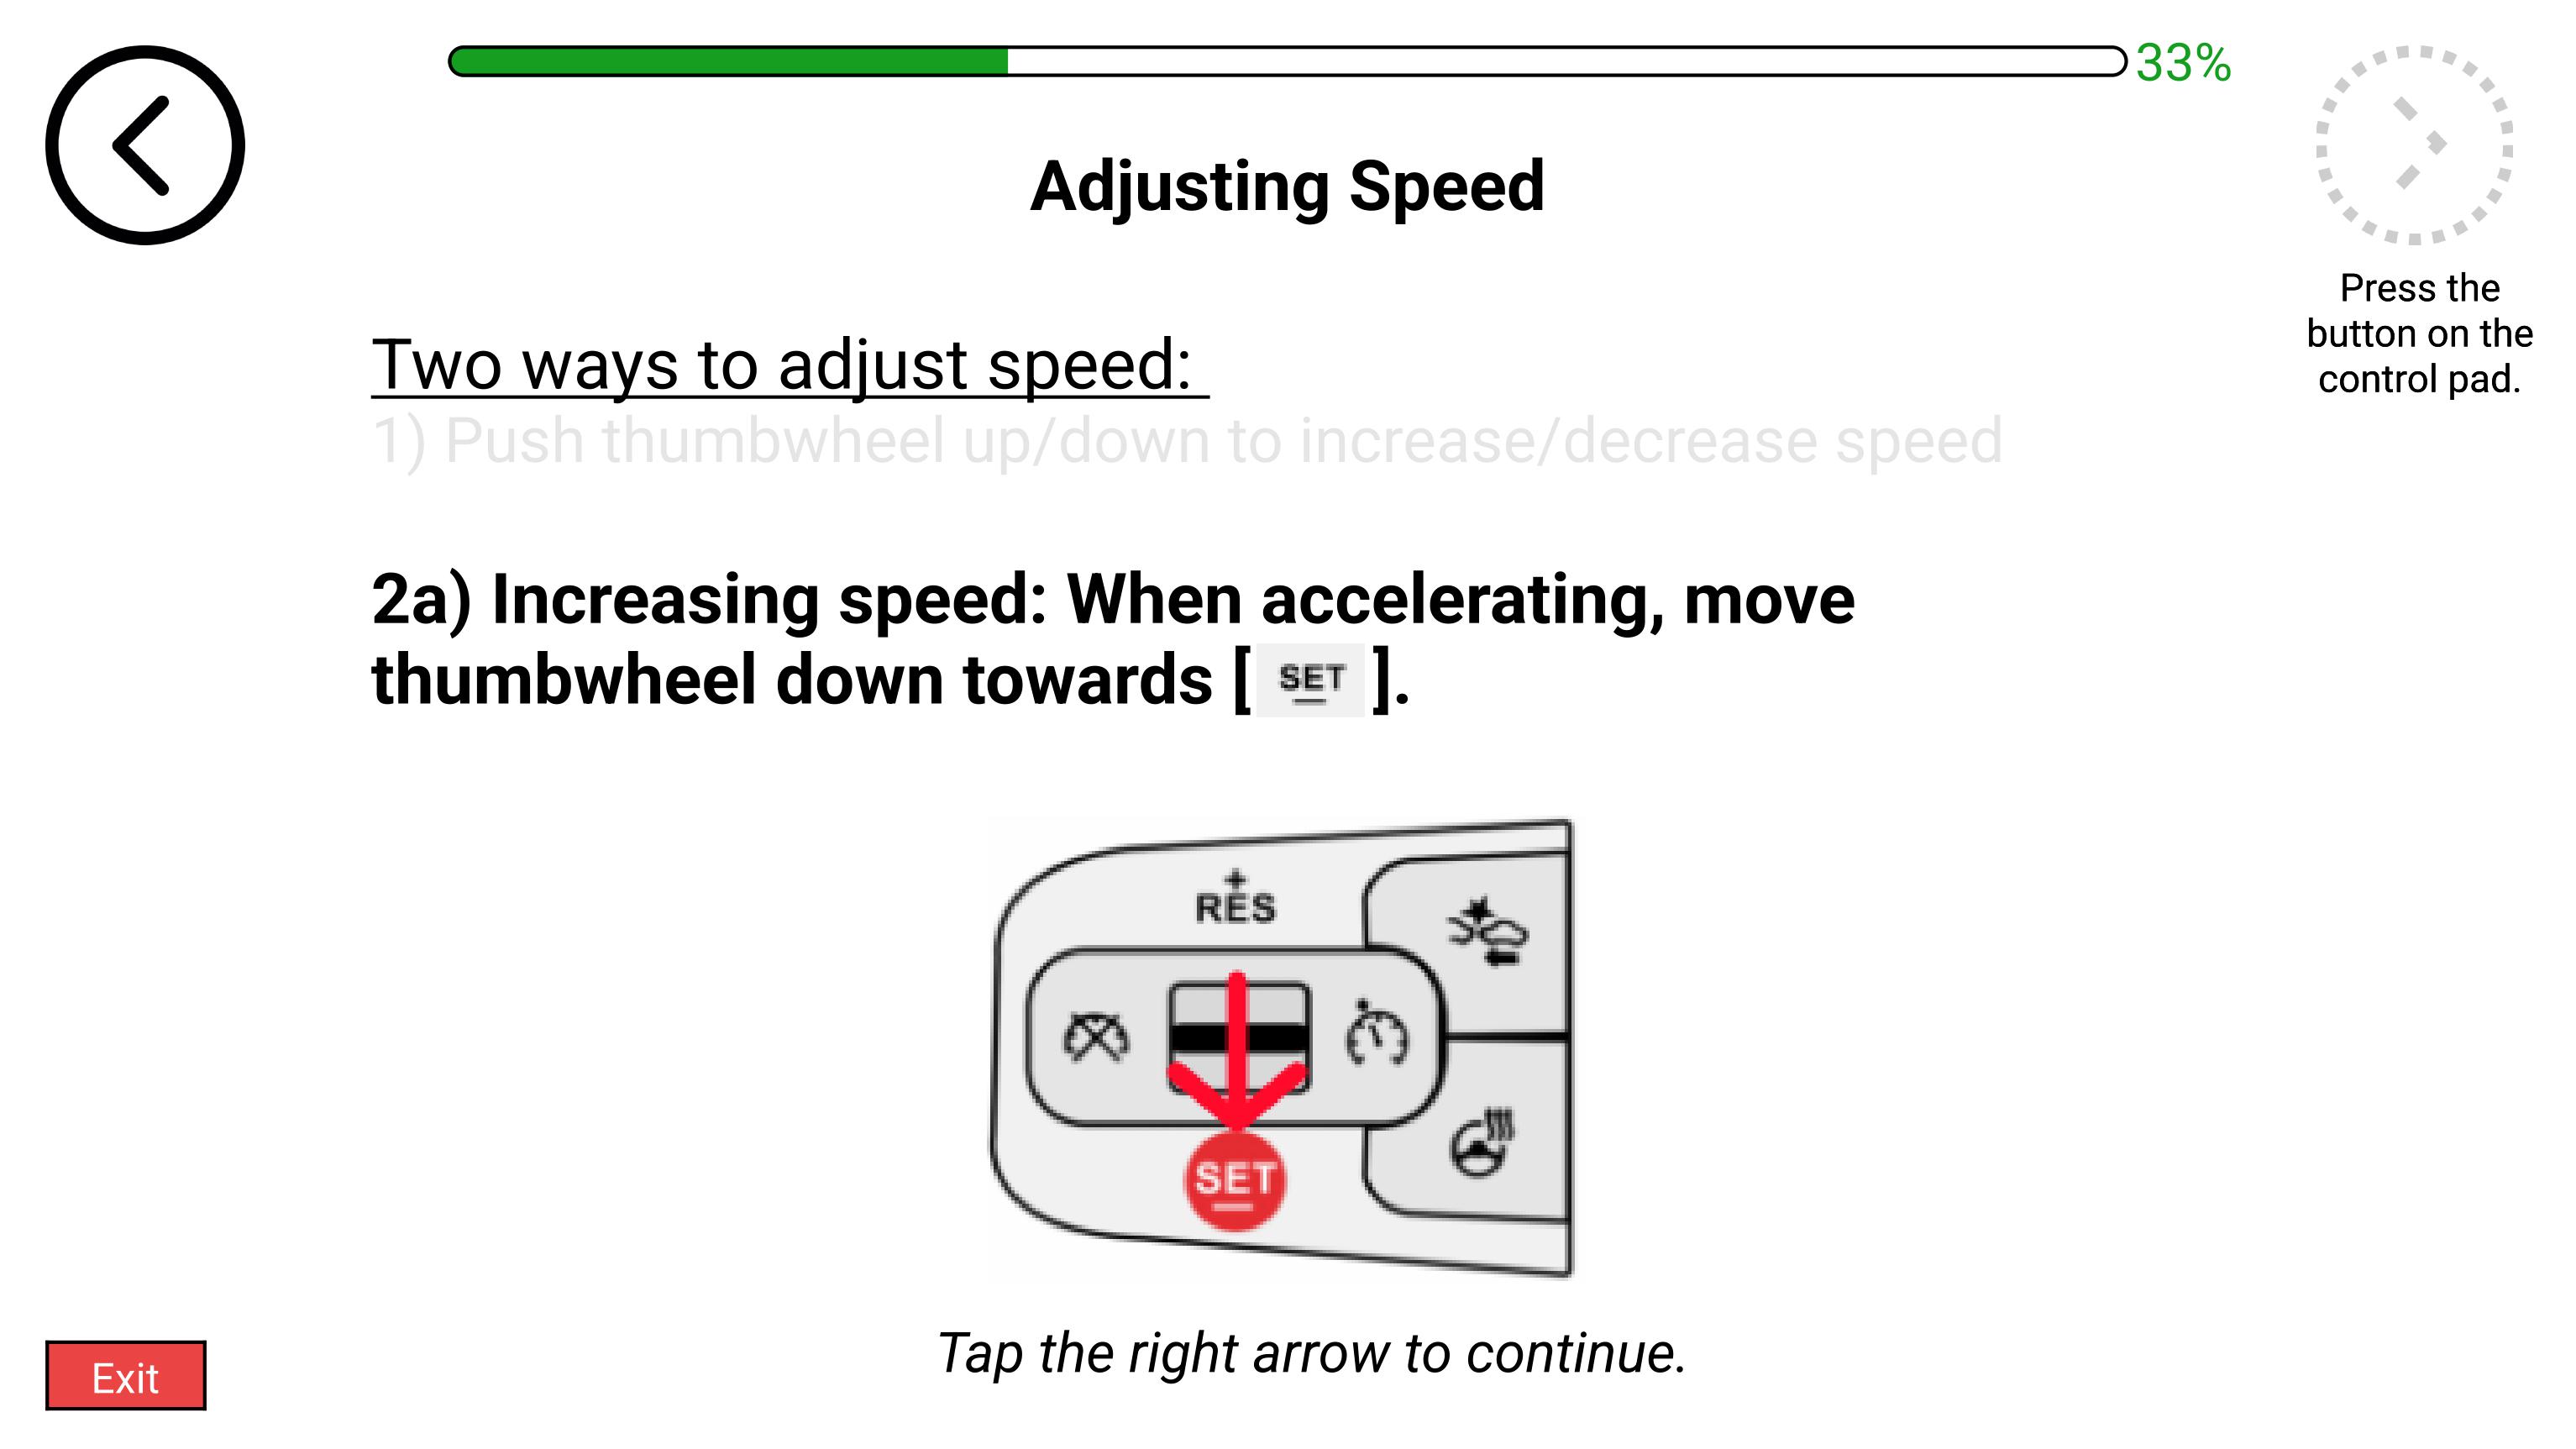 33%
Adjusting Speed
Press the
button on the
control pad.
Two ways to adjust speed:
1) Push thumbwheel up/down to increase/decrease speed
2a) Increasing speed: When accelerating, move
thumbwheel down towards [ SET ].
+
RES
SET
Tap the right arrow to continue.
Exit